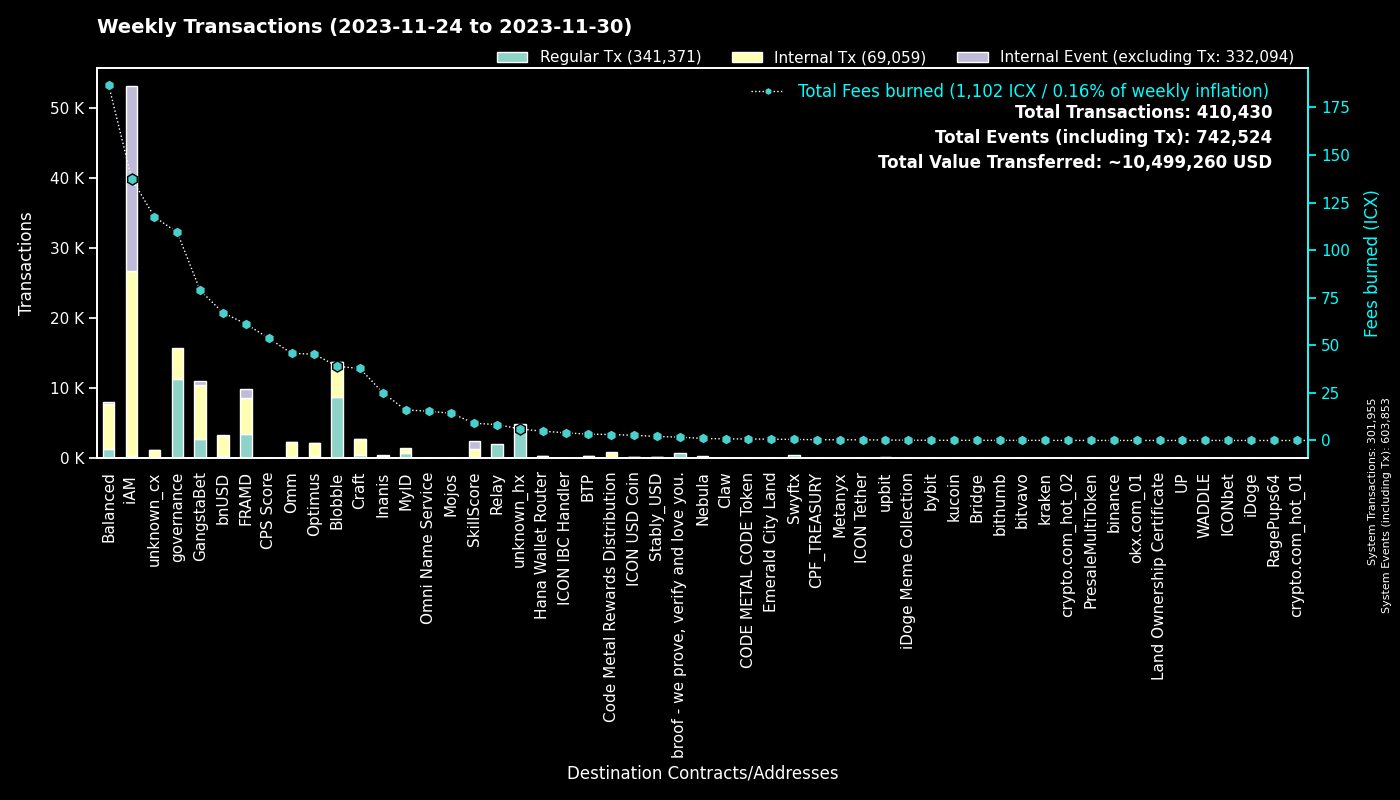 Weekly Transactions (2023-11-24 to 2023-11-30)
Regular Tx (341,371)
Internal Tx (69,059)
Internal Event (excluding Tx: 332,094)
Total Fees burned (1,102 ICX / 0.16% of weekly inflation)
Total Transactions: 410,430
Total Events (including Tx): 742,524
Total Value Transferred: ~10,499,260 USD
Transactions
50 K
40 K
30 K
20 K
10 K
0 K
175
150
125
100
75
50
25
0
Fees burned (ICX)
System Transactions: 301,955
System Events (including Tx): 603,853
Balanced
iAM
unknown_cx
governance
GangstaBet
bnUSD
FRAMD
CPS Score
Omm
Optimus
Blobble
Craft
Inanis
MyID
Omni Name Service
Mojos
SkillScore
Relay
unknown_hx
Hana Wallet Router
ICON IBC Handler
BTP
Code Metal Rewards Distribution
ICON USD Coin
Stably_USD
broof - we prove, verify and love you.
Nebula
Claw
CODE METAL CODE Token
Emerald City Land
Swyftx
CPF_TREASURY
Metanyx
ICON Tether
upbit
iDoge Meme Collection
bybit
kucoin
Bridge
bithumb
bitvavo
kraken
crypto.com_hot_02
PresaleMultiToken
binance
okx.com_01
Land Ownership Certificate
UP
WADDLE
ICONbet
iDoge
RagePups64
crypto.com_hot_01
Destination Contracts/Addresses